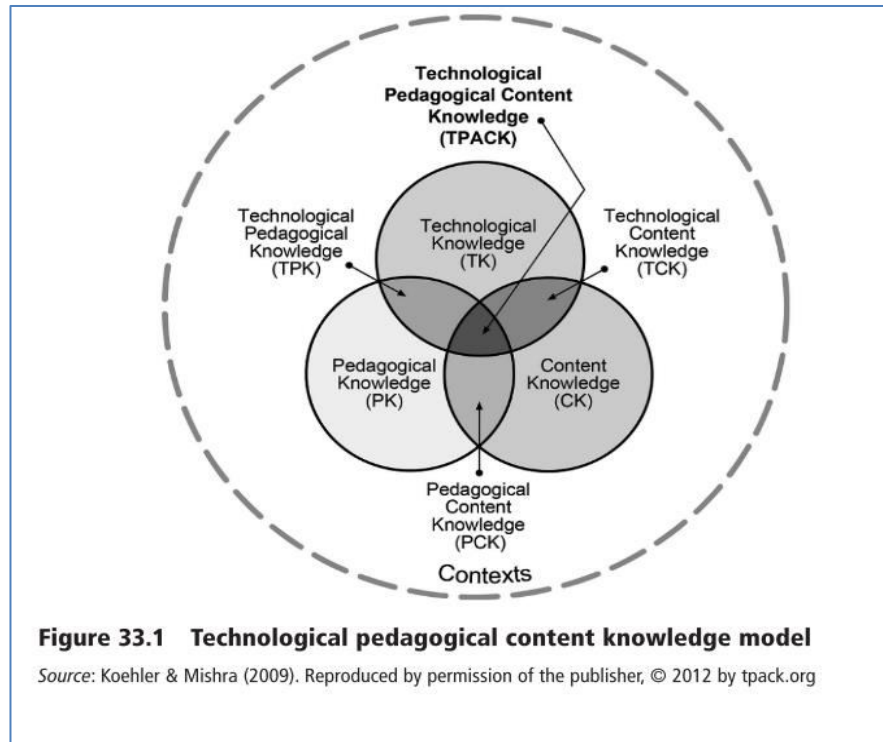 Technological
Pedagogical Content
Knowledge
(TPACK)
Technological
Pedagogical
Knowledge
(TPK)
Technological
Knowledge
(TK)
Technological
Content
Knowledge
(TCK)
Pedagogical
Knowledge
(PK)
Content
Knowledge
(CK)
Pedagogical
Content
Knowledge
(PCK)
Contexts
Figure 33.1 Technological pedagogical content knowledge model
Source: Koehler & Mishra (2009). Reproduced by permission of the publisher, © 2012 by tpack.org